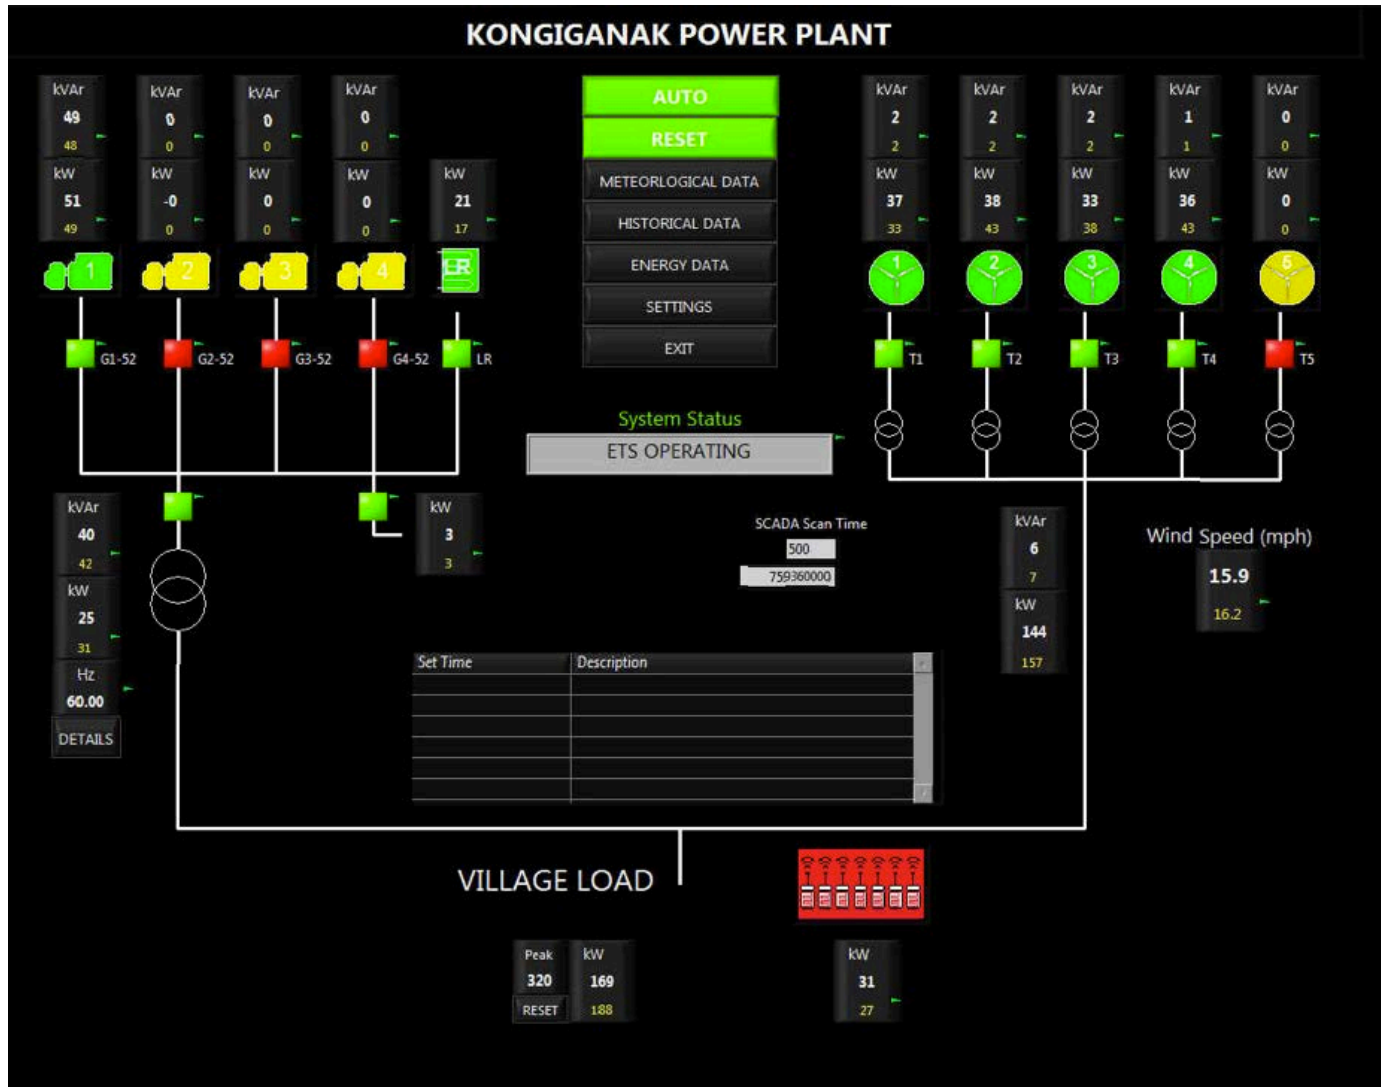 KONGIGANAK POWER PLANT
kVAr kVAr kVAr kVAr
49 0 0 0
48 0 0 0
kW kW kW kW kW
51 -0 0 0 21
49 0 0 0 17
1 2 3 4 LR
G1-52 G2-52 G3-52 G4-52 LR
AUTO
RESET
METEORLOGICAL DATA
HISTORICAL DATA
ENERGY DATA
SETTINGS
EXIT
kVAr kVAr kVAr kVAr kVAr
2 2 2 1 0
2 2 2 1 0
kW kW kW kW kW
37 38 33 36 0
33 43 38 43 0
1 2 3 4 5
T1 T2 T3 T4 T5
System Status
ETS OPERATING
kVAr
40
42
kW
25
31
Hz
60.00
DETAILS
kW
3
3
SCADA Scan Time
500
759360000
kVAr
6
7
kW
144
157
Wind Speed (mph)
15.9
16.2
Set Time Description
VILLAGE LOAD
Peak kW
320 169
RESET 188
kW
31
27